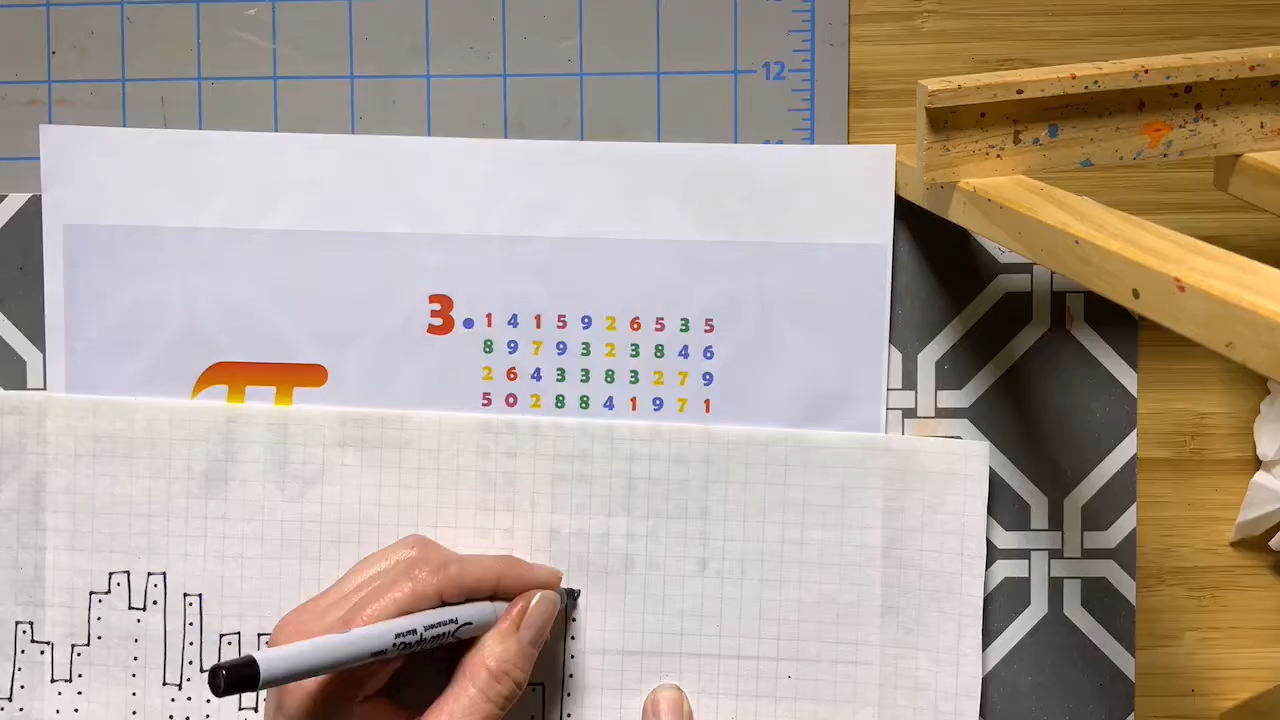 12
3.1415926535
8979323846
2643383279
5028841971
π
Sharpie
Permanent Marker